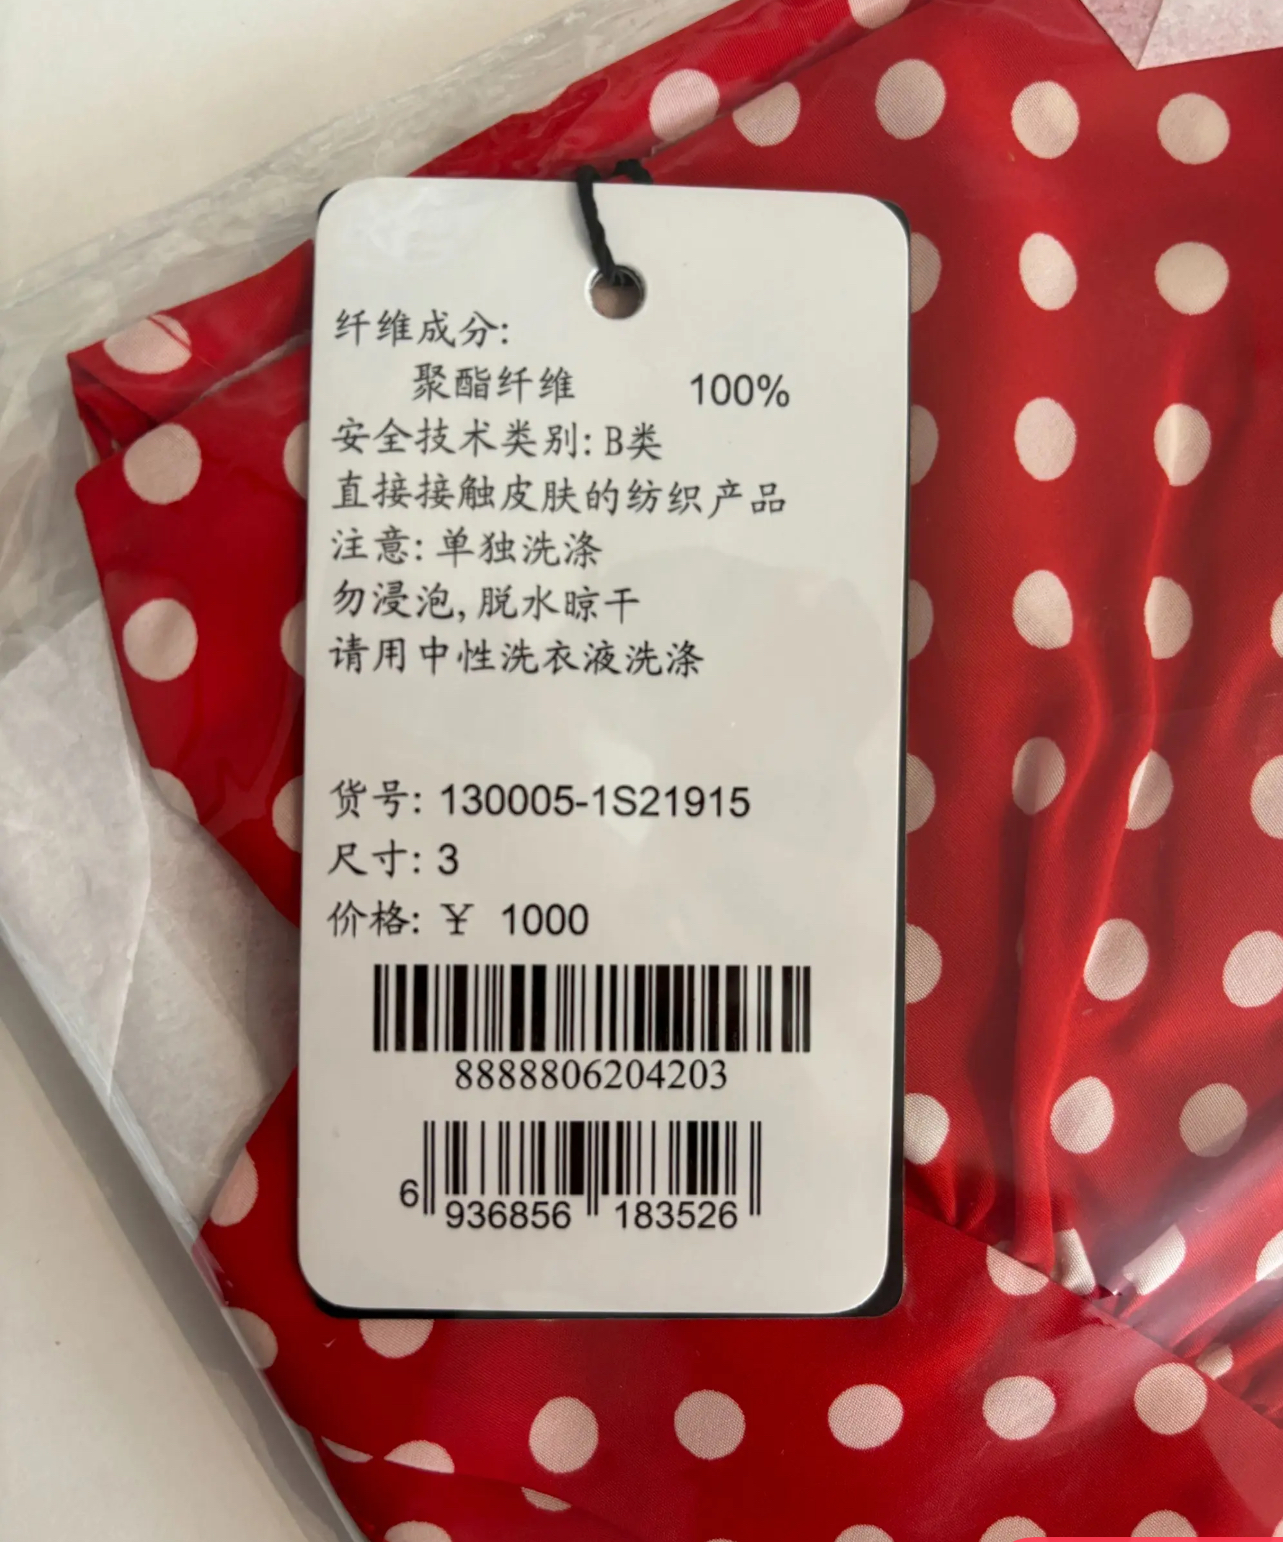 纤维成分:
聚酯纤维 100%
安全技术类别: B类
直接接触皮肤的纺织产品
注意: 单独洗涤
勿浸泡, 脱水晾干
请用中性洗衣液洗涤
货号: 130005-1S21915
尺寸: 3
价格: ¥ 1000
8888806204203
6 936856 183526